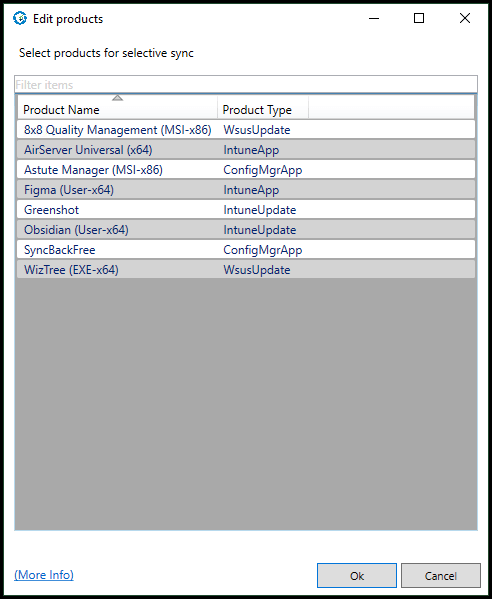 Edit products
Select products for selective sync
Filter items
Product Name Product Type
8x8 Quality Management (MSI-x86) WsusUpdate
AirServer Universal (x64) IntuneApp
Astute Manager (MSI-x86) ConfigMgrApp
Figma (User-x64) IntuneApp
Greenshot IntuneUpdate
Obsidian (User-x64) IntuneUpdate
SyncBackFree ConfigMgrApp
WizTree (EXE-x64) WsusUpdate
(More Info) Ok Cancel